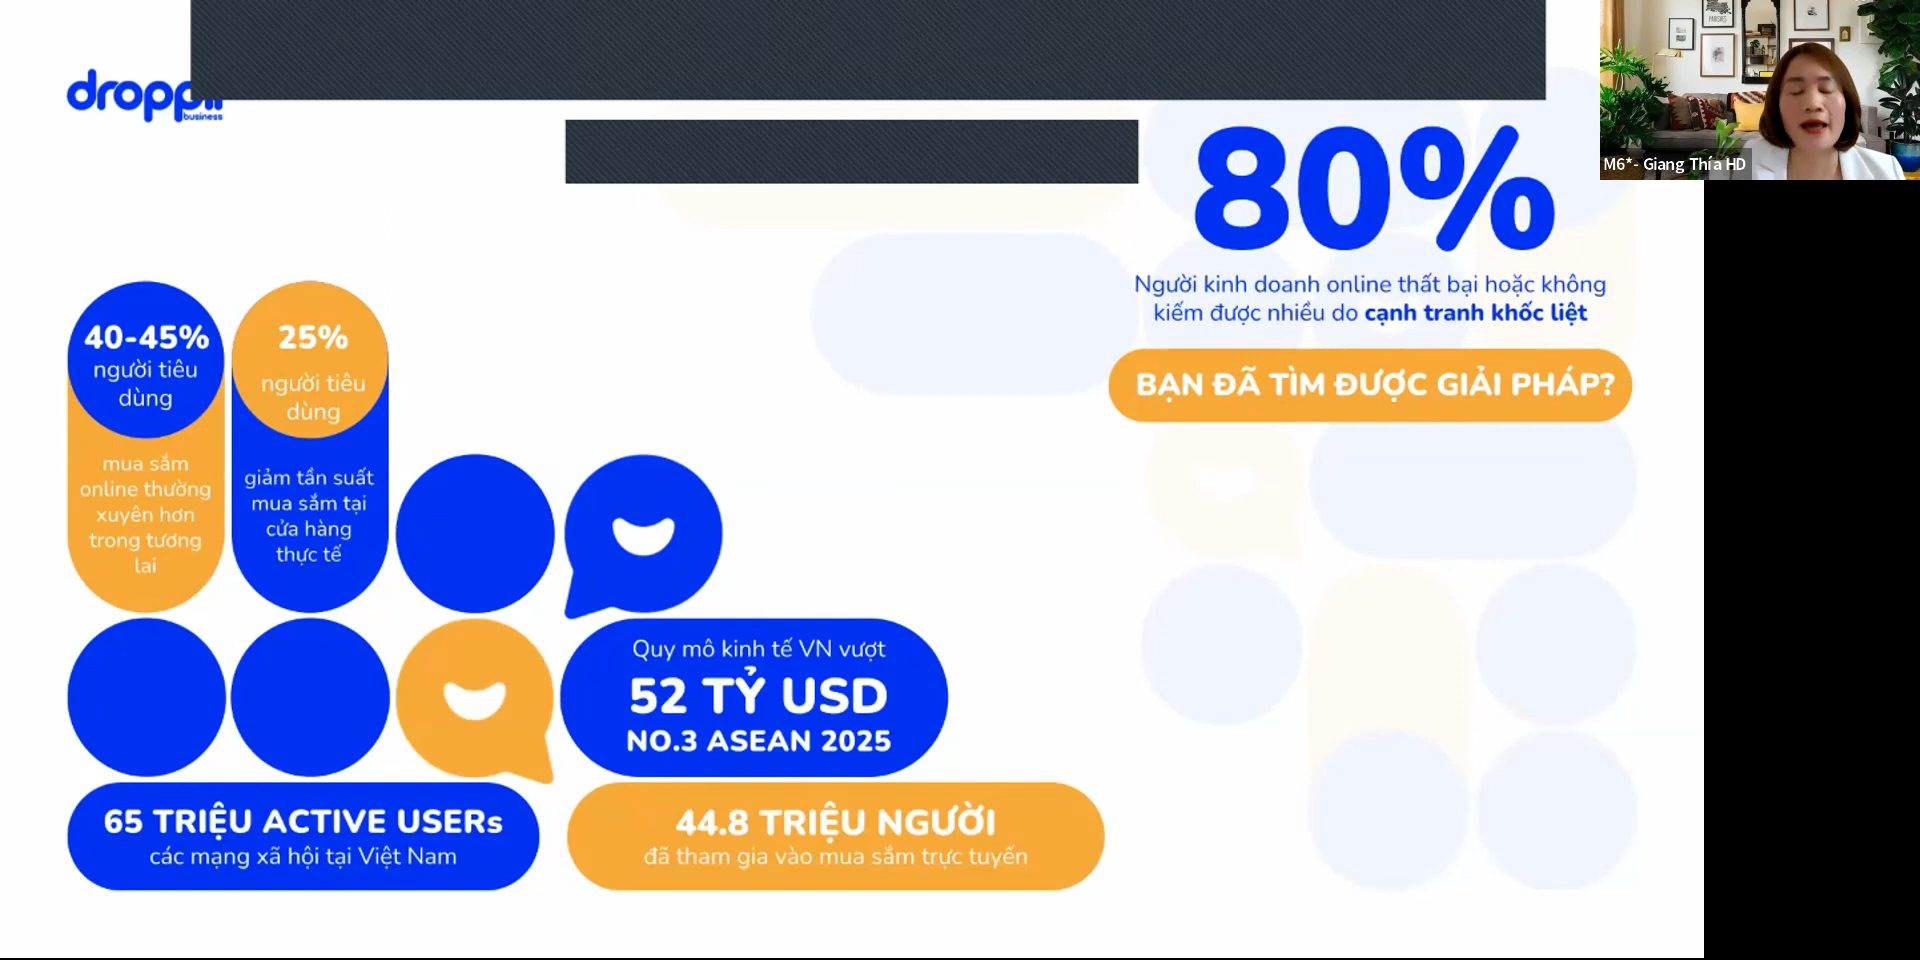 droppii
business
M6*- Giang Thía HD
80%
Người kinh doanh online thất bại hoặc không
kiếm được nhiều do cạnh tranh khốc liệt
BẠN ĐÃ TÌM ĐƯỢC GIẢI PHÁP?
40-45%
người tiêu
dùng
mua sắm
online thường
xuyên hơn
trong tương
lai
25%
người tiêu
dùng
giảm tần suất
mua sắm tại
cửa hàng
thực tế
Quy mô kinh tế VN vượt
52 TỶ USD
NO.3 ASEAN 2025
65 TRIỆU ACTIVE USERs
các mạng xã hội tại Việt Nam
44.8 TRIỆU NGƯỜI
đã tham gia vào mua sắm trực tuyến